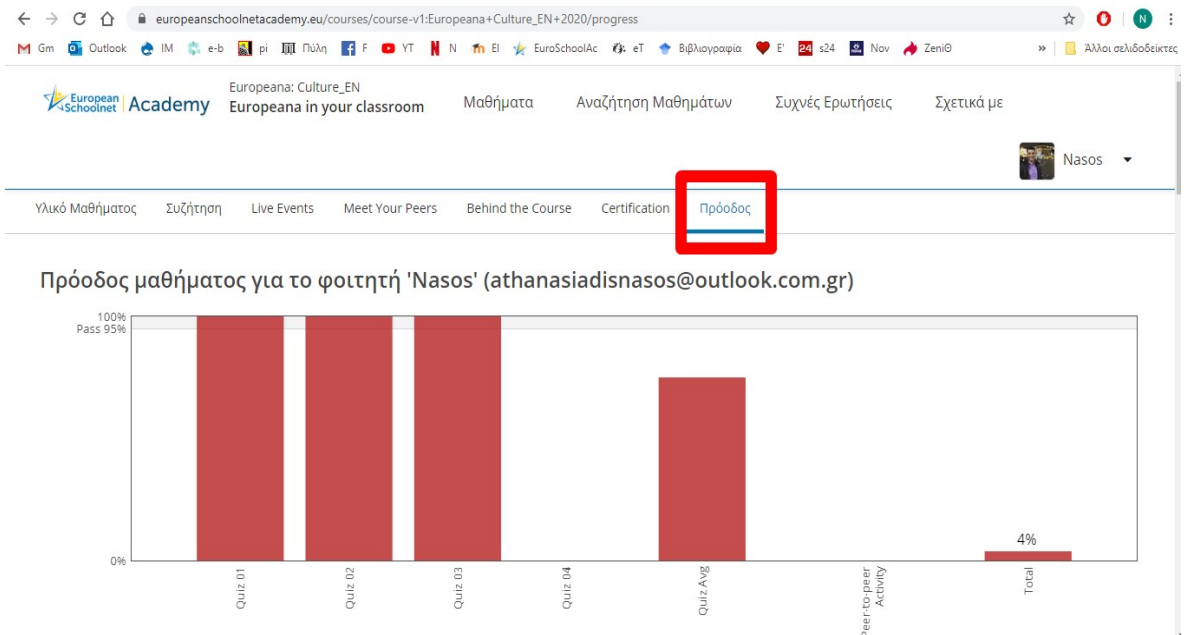 europeanschoolnetacademy.eu/courses/course-v1:Europeana+Culture_EN+2020/progress
N
Gm Outlook IM e-b pi Πύλη F YT N El EuroSchoolAc eT Βιβλιογραφία E' 24 s24 Nov ZeniΘ » Άλλοι σελιδοδείκτες
European Schoolnet Academy
Europeana: Culture_EN
Europeana in your classroom
Μαθήματα Αναζήτηση Μαθημάτων Συχνές Ερωτήσεις Σχετικά με
Nasos
Υλικό Μαθήματος Συζήτηση Live Events Meet Your Peers Behind the Course Certification Πρόοδος
Πρόοδος μαθήματος για το φοιτητή 'Nasos' (athanasiadisnasos@outlook.com.gr)
100%
Pass 95%
4%
0%
Quiz 01
Quiz 02
Quiz 03
Quiz 04
Quiz Avg
Peer-to-peer
Activity
Total